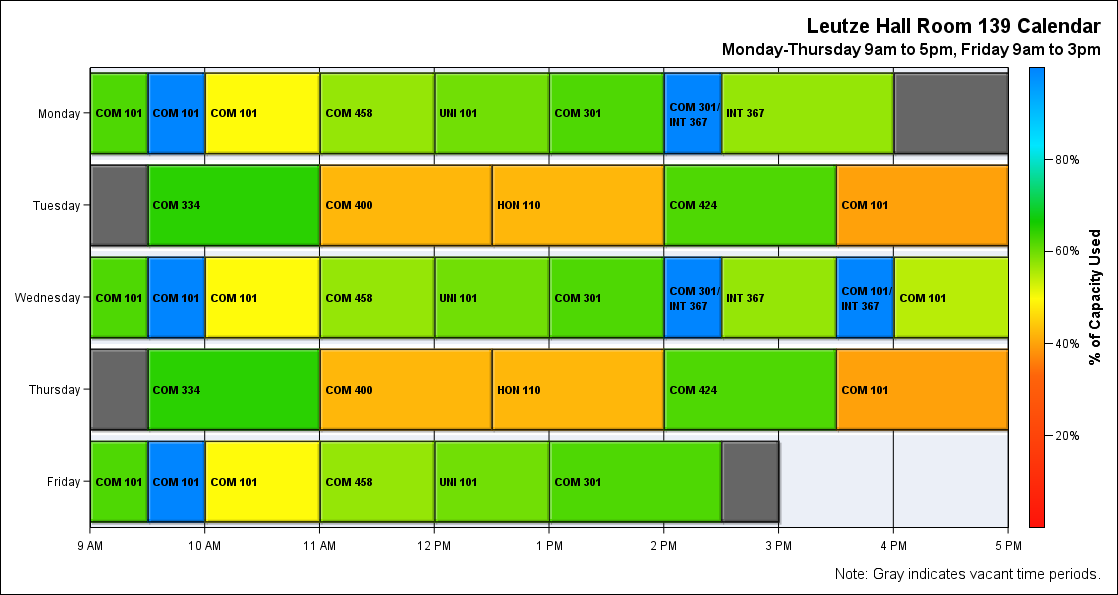 Leutze Hall Room 139 Calendar
Monday-Thursday 9am to 5pm, Friday 9am to 3pm
Monday
COM 101
COM 101
COM 101
COM 458
UNI 101
COM 301
COM 301/
INT 367
INT 367
Tuesday
COM 334
COM 400
HON 110
COM 424
COM 101
Wednesday
COM 101
COM 101
COM 101
COM 458
UNI 101
COM 301
COM 301/
INT 367
INT 367
COM 101/
INT 367
COM 101
Thursday
COM 334
COM 400
HON 110
COM 424
COM 101
Friday
COM 101
COM 101
COM 101
COM 458
UNI 101
COM 301
9 AM
10 AM
11 AM
12 PM
1 PM
2 PM
3 PM
4 PM
5 PM
80%
60%
40%
20%
% of Capacity Used
Note: Gray indicates vacant time periods.